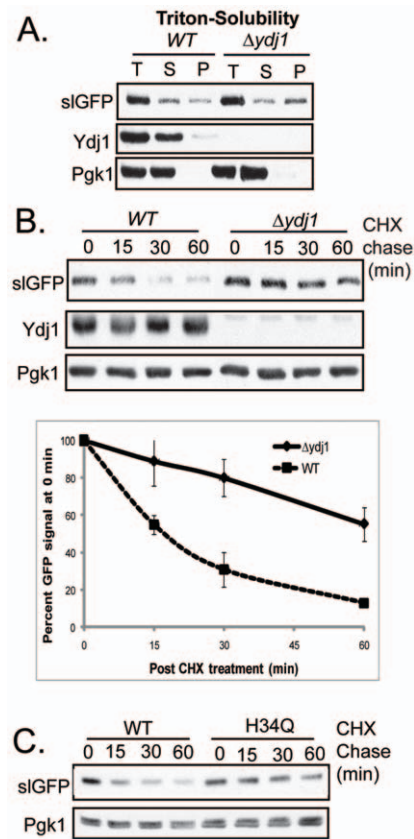 A.
Triton-Solubility
WT Δydj1
T S P T S P
slGFP
Ydj1
Pgk1
B.
WT Δydj1 CHX
0 15 30 60 0 15 30 60 chase
(min)
slGFP
Ydj1
Pgk1
Percent GFP signal at 0 min
100
80
60
40
20
0
Δydj1
WT
0 15 30 45 60
Post CHX treatment (min)
C.
WT H34Q CHX
0 15 30 60 0 15 30 60 Chase
(min)
slGFP
Pgk1